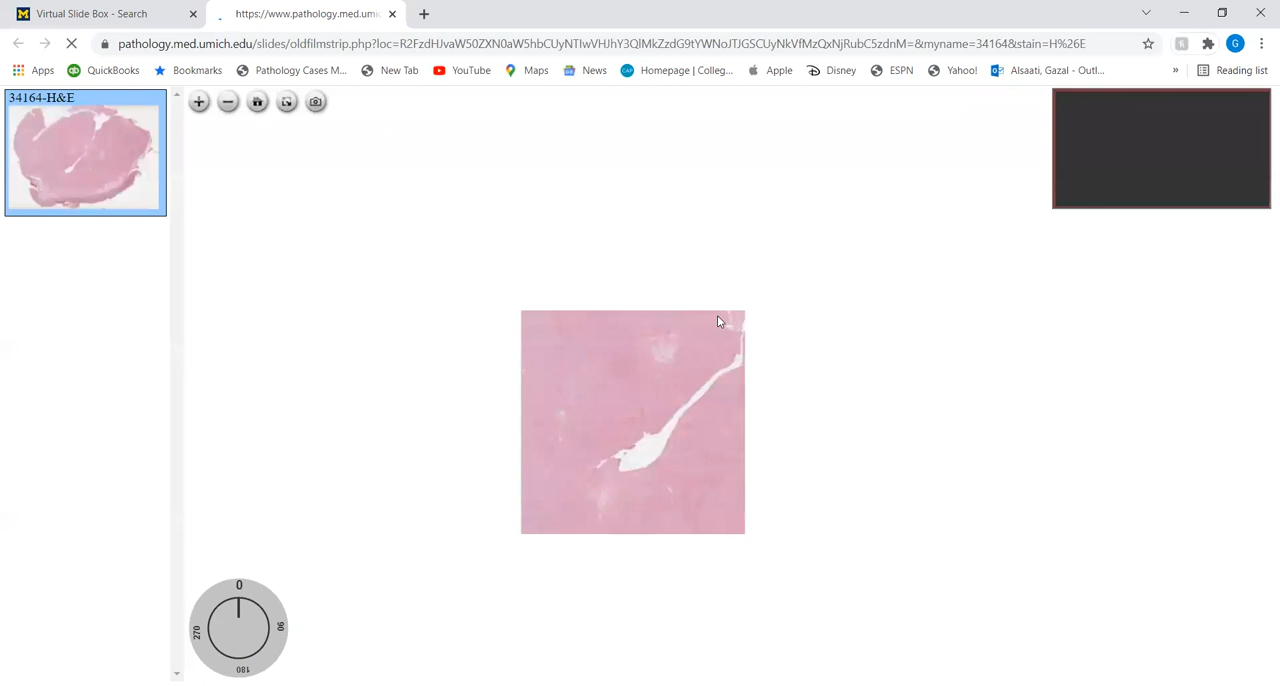 Virtual Slide Box - Search
https://www.pathology.med.umic
pathology.med.umich.edu/slides/oldfilmstrip.php?loc=R2FzdHJvaW50ZXN0aW5hbCUyNTIwVHJhY3QlMkZzdG9tYWNoJTJGSCUyNkVfMzQxNjRubC5zdnM=&myname=34164&stain=H%26E
Apps QuickBooks Bookmarks Pathology Cases M... New Tab YouTube Maps News Homepage | Colleg... Apple Disney ESPN Yahoo! Alsaati, Gazal - Outl... » Reading list
G
34164-H&E
0
90
180
270